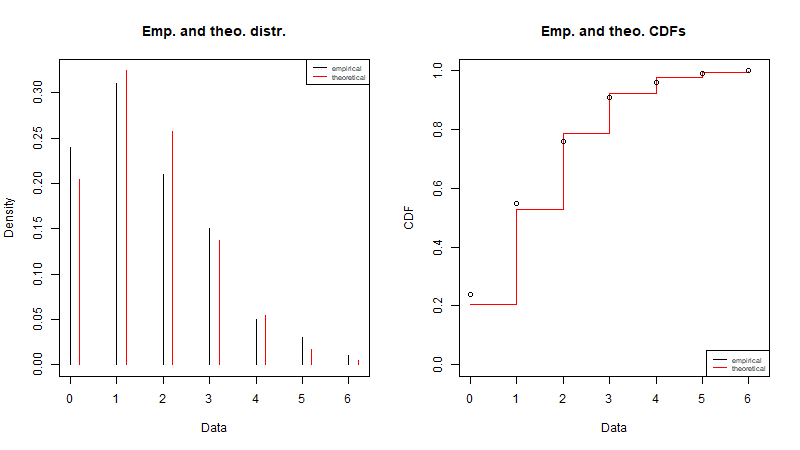 Emp. and theo. distr.
empirical
theoretical
Density
0.00 0.05 0.10 0.15 0.20 0.25 0.30
0 1 2 3 4 5 6
Data
Emp. and theo. CDFs
CDF
0.0 0.2 0.4 0.6 0.8 1.0
empirical
theoretical
0 1 2 3 4 5 6
Data